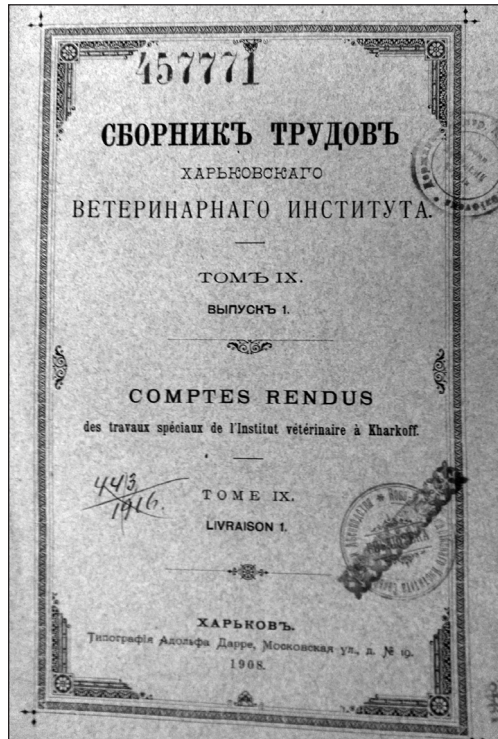 457771
СБОРНИКЪ ТРУДОВЪ
ХАРЬКОВСКАГО
ВЕТЕРИНАРНАГО ИНСТИТУТА.
ТОМЪ IX.
ВЫПУСКЪ 1.
COMPTES RENDUS
des travaux spéciaux de l'Institut vétérinaire à Kharkoff.
443
1916.
TOME IX.
LIVRAISON 1.
ХАРЬКОВЪ.
Типографія Адольфа Дарре, Московская ул., д. № 19.
1908.